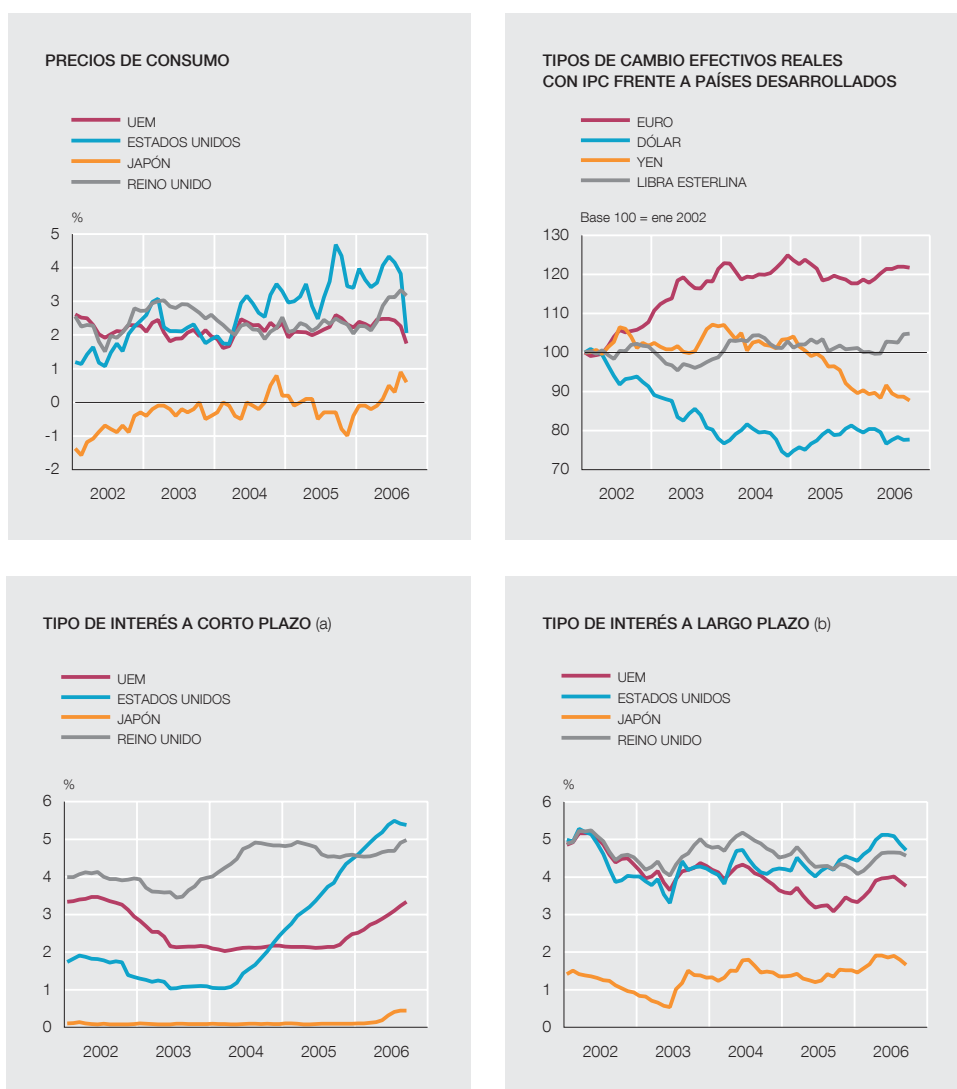 PRECIOS DE CONSUMO
UEM
ESTADOS UNIDOS
JAPÓN
REINO UNIDO
%
5
4
3
2
1
0
-1
-2
2002 2003 2004 2005 2006
TIPOS DE CAMBIO EFECTIVOS REALES
CON IPC FRENTE A PAÍSES DESARROLLADOS
EURO
DÓLAR
YEN
LIBRA ESTERLINA
Base 100 = ene 2002
130
120
110
100
90
80
70
2002 2003 2004 2005 2006
TIPO DE INTERÉS A CORTO PLAZO (a)
UEM
ESTADOS UNIDOS
JAPÓN
REINO UNIDO
%
6
5
4
3
2
1
0
2002 2003 2004 2005 2006
TIPO DE INTERÉS A LARGO PLAZO (b)
UEM
ESTADOS UNIDOS
JAPÓN
REINO UNIDO
%
6
5
4
3
2
1
0
2002 2003 2004 2005 2006